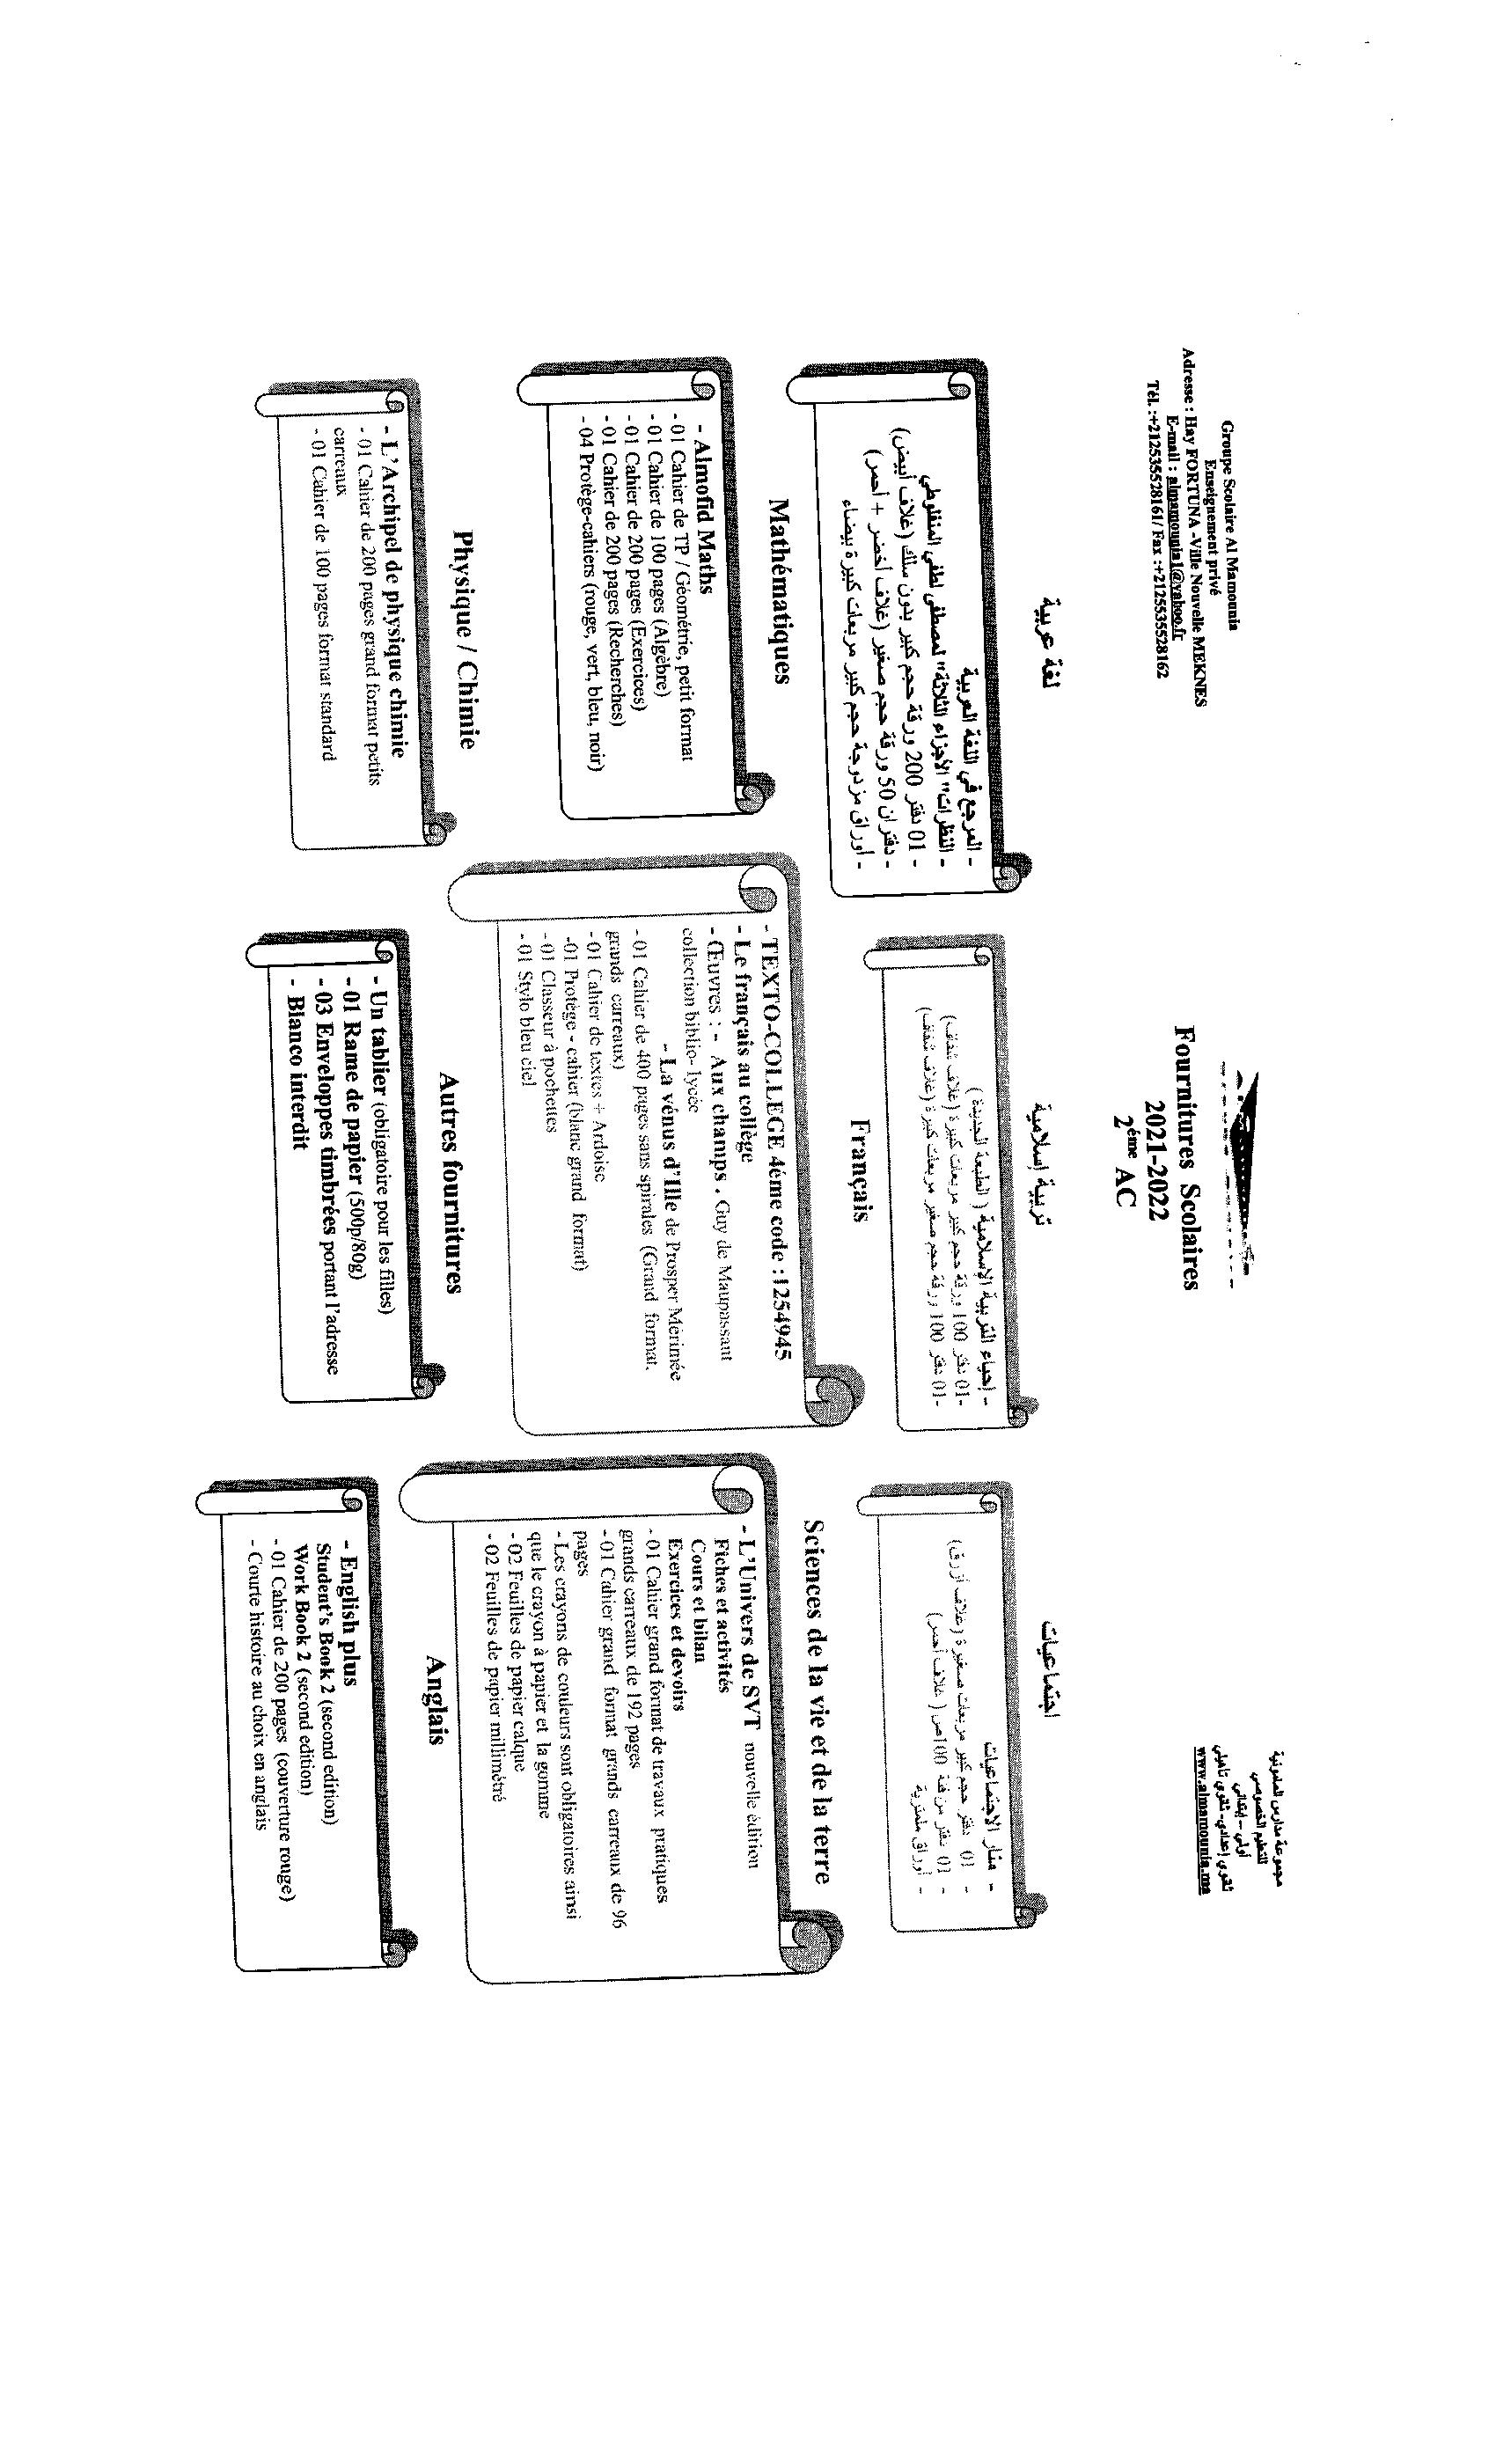 Groupe Scolaire Al Mamounia
Enseignement privé
Adresse : Hay FORTUNA -Ville Nouvelle MEKNES
E-mail : almamounia1@yahoo.fr
Tél. :+212535528161/ Fax :+212535528162
Fournitures Scolaires
2021-2022
2éme AC
مجموعة مدارس المامونية
للتعليم الخصوصي
أولي – إبتدائي
ثانوي إعدادي- ثانوي تأهيلي
www.almamounia.ma
لغة عربية
- المرجع في اللغة العربية
- النظرات" الأجزاء الثلاثة" لمصطفى لطفي المنفلوطي
- 01 دفتر 200 ورقة حجم كبير بدون سلك (غلاف أبيض)
- دفتران 50 ورقة حجم صغير (غلاف أخضر + أحمر)
- أوراق مزدوجة حجم كبير مربعات كبيرة بيضاء
تربية إسلامية
- إحياء التربية الإسلامية ( الطبعة الجديدة )
-01 دفتر 100 ورقة حجم كبير مربعات كبيرة (غلاف شفاف)
-01 دفتر 100 ورقة حجم صغير مربعات كبيرة (غلاف شفاف)
اجتماعيات
- منار الاجتماعيات
- 01 دفتر حجم كبير مربعات صغيرة (غلاف أزرق)
- 01 دفتر من فئة 100ص ( غلاف أحمر)
- أوراق ملمترية
Mathématiques
- Almofid Maths
- 01 Cahier de TP / Géométrie, petit format
- 01 Cahier de 100 pages (Algèbre)
- 01 Cahier de 200 pages (Exercices)
- 01 Cahier de 200 pages (Recherches)
- 04 Protège-cahiers (rouge, vert, bleu, noir)
Français
- TEXTO-COLLEGE 4éme code :1254945
- Le français au collège
- Œuvres : - Aux champs . Guy de Maupassant
collection biblio- lycée
- La vénus d'Ille de Prosper Mérimée
- 01 Cahier de 400 pages sans spirales (Grand format,
grands carreaux)
- 01 Cahier de textes + Ardoise
-01 Protège - cahier (blanc grand format)
- 01 Classeur à pochettes
- 01 Stylo bleu ciel
Sciences de la vie et de la terre
- L'Univers de SVT nouvelle édition
Fiches et activités
Cours et bilan
Exercices et devoirs
- 01 Cahier grand format de travaux pratiques
grands carreaux de 192 pages
- 01 Cahier grand format grands carreaux de 96
pages
- Les crayons de couleurs sont obligatoires ainsi
que le crayon à papier et la gomme
- 02 Feuilles de papier calque
- 02 Feuilles de papier millimétré
Physique / Chimie
- L'Archipel de physique chimie
- 01 Cahier de 200 pages grand format petits
carreaux
- 01 Cahier de 100 pages format standard
Autres fournitures
- Un tablier (obligatoire pour les filles)
- 01 Rame de papier (500p/80g)
- 03 Enveloppes timbrées portant l'adresse
- Blanco interdit
Anglais
- English plus
Student's Book 2 (second edition)
Work Book 2 (second edition)
- 01 Cahier de 200 pages (couverture rouge)
- Courte histoire au choix en anglais